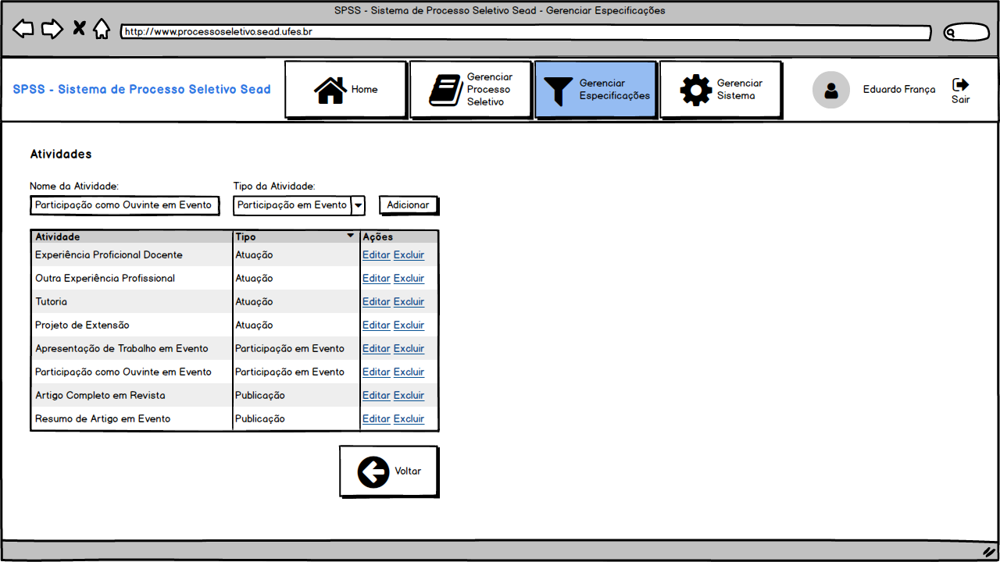 SPSS - Sistema de Processo Seletivo Sead - Gerenciar Especificações
http://www.processoseletivo.sead.ufes.br
SPSS - Sistema de Processo Seletivo Sead
Home
Gerenciar
Processo
Seletivo
Gerenciar
Especificações
Gerenciar
Sistema
Eduardo França
Sair
Atividades
Nome da Atividade: Tipo da Atividade:
Participação como Ouvinte em Evento Participação em Evento Adicionar
Atividade Tipo Ações
Experiência Proficional Docente Atuação Editar Excluir
Outra Experiência Profissional Atuação Editar Excluir
Tutoria Atuação Editar Excluir
Projeto de Extensão Atuação Editar Excluir
Apresentação de Trabalho em Evento Participação em Evento Editar Excluir
Participação como Ouvinte em Evento Participação em Evento Editar Excluir
Artigo Completo em Revista Publicação Editar Excluir
Resumo de Artigo em Evento Publicação Editar Excluir
Voltar